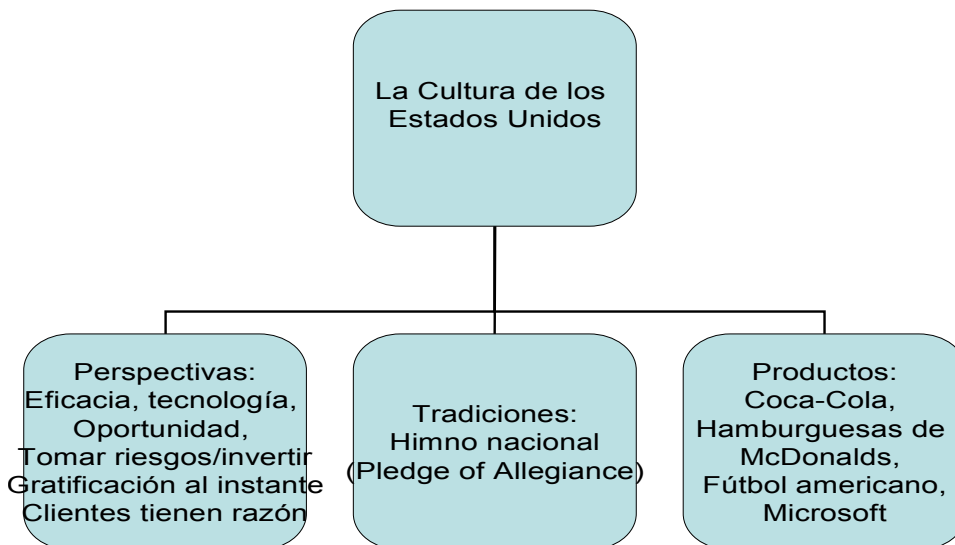 La Cultura de los
Estados Unidos
Perspectivas:
Eficacia, tecnología,
Oportunidad,
Tomar riesgos/invertir
Gratificación al instante
Clientes tienen razón
Tradiciones:
Himno nacional
(Pledge of Allegiance)
Productos:
Coca-Cola,
Hamburguesas de
McDonalds,
Fútbol americano,
Microsoft